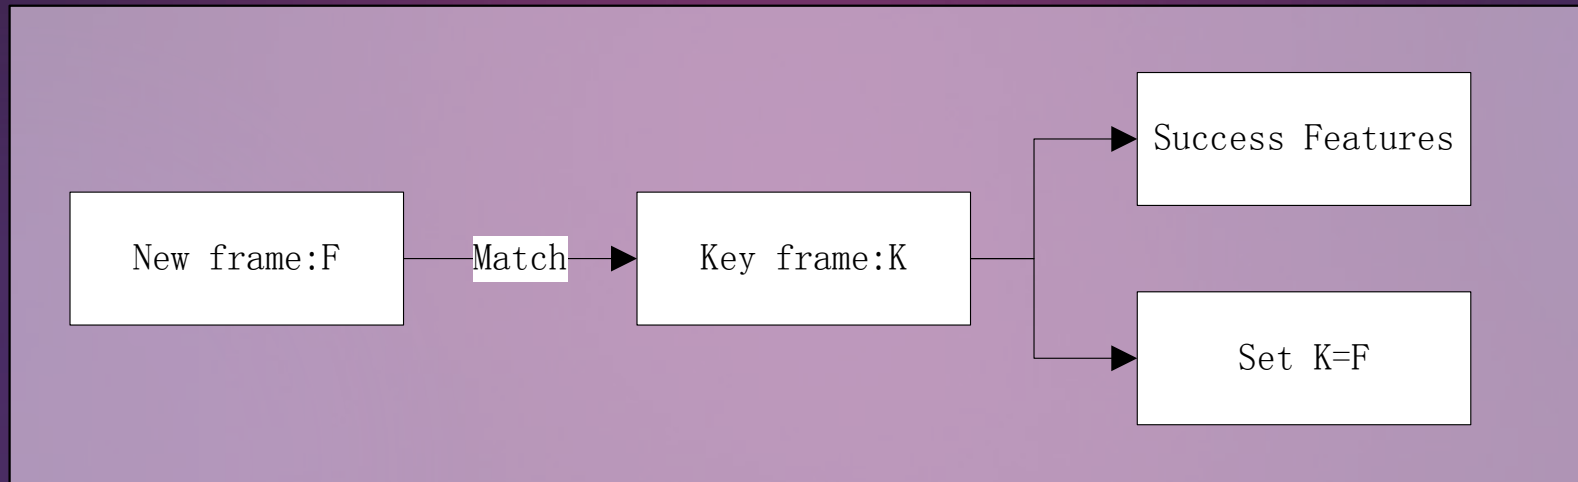 New frame:F
Match
Key frame:K
Success Features
Set K=F